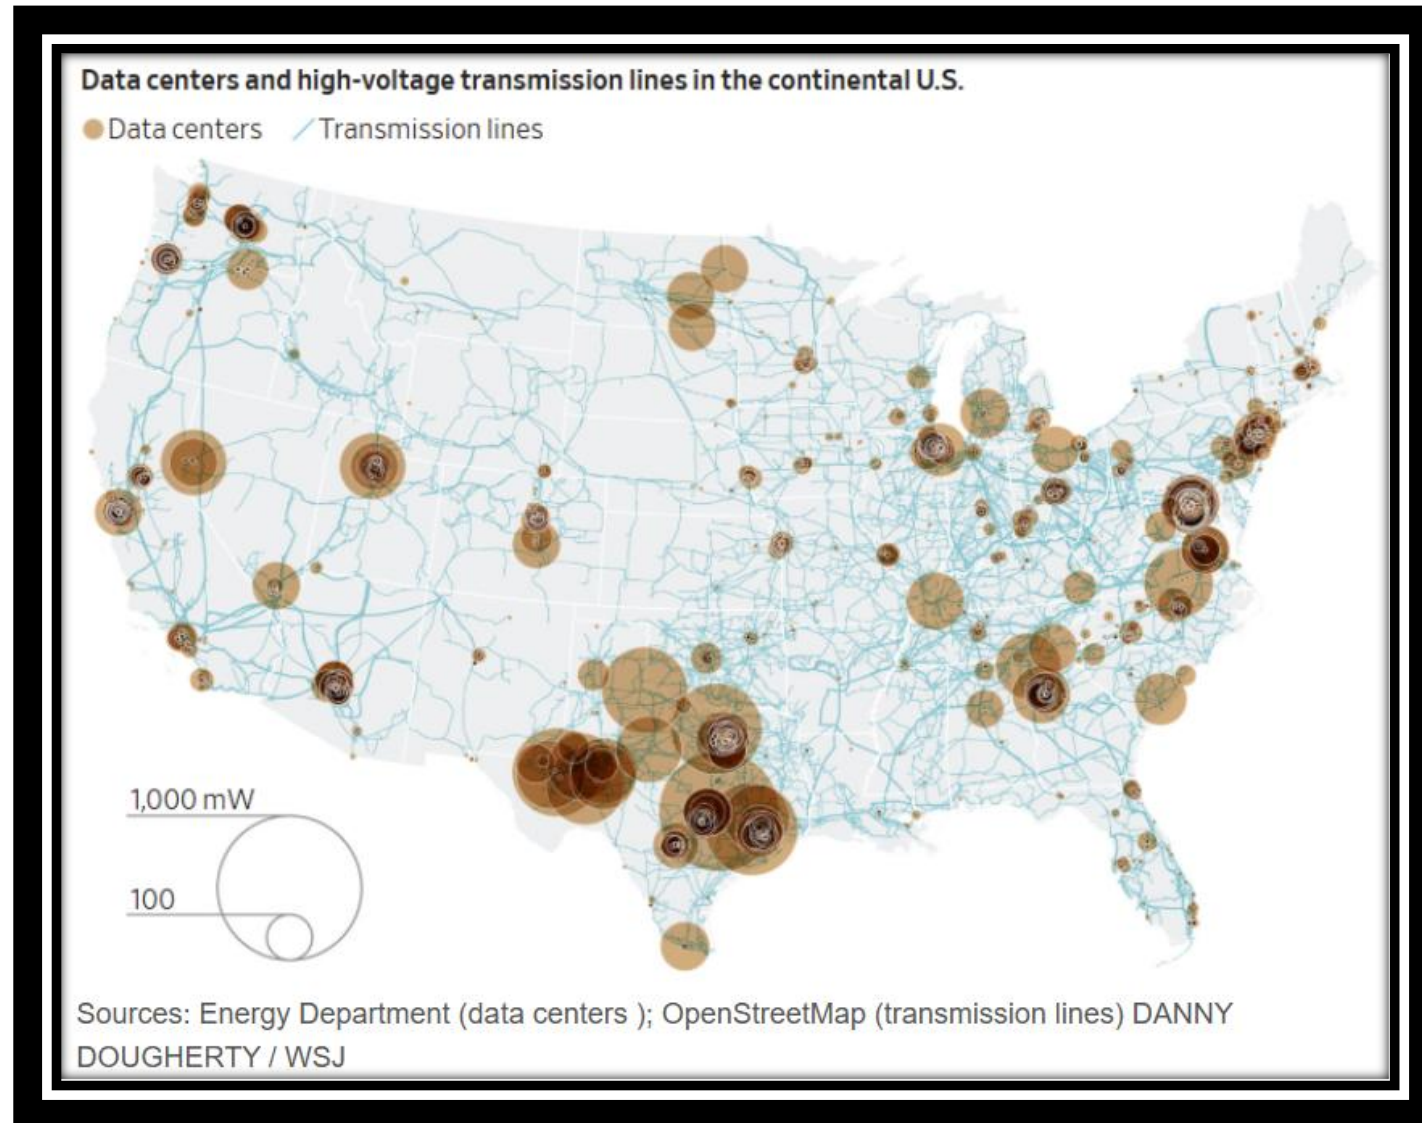 Data centers and high-voltage transmission lines in the continental U.S.
Data centers Transmission lines
1,000 mW
100
Sources: Energy Department (data centers ); OpenStreetMap (transmission lines) DANNY
DOUGHERTY / WSJ